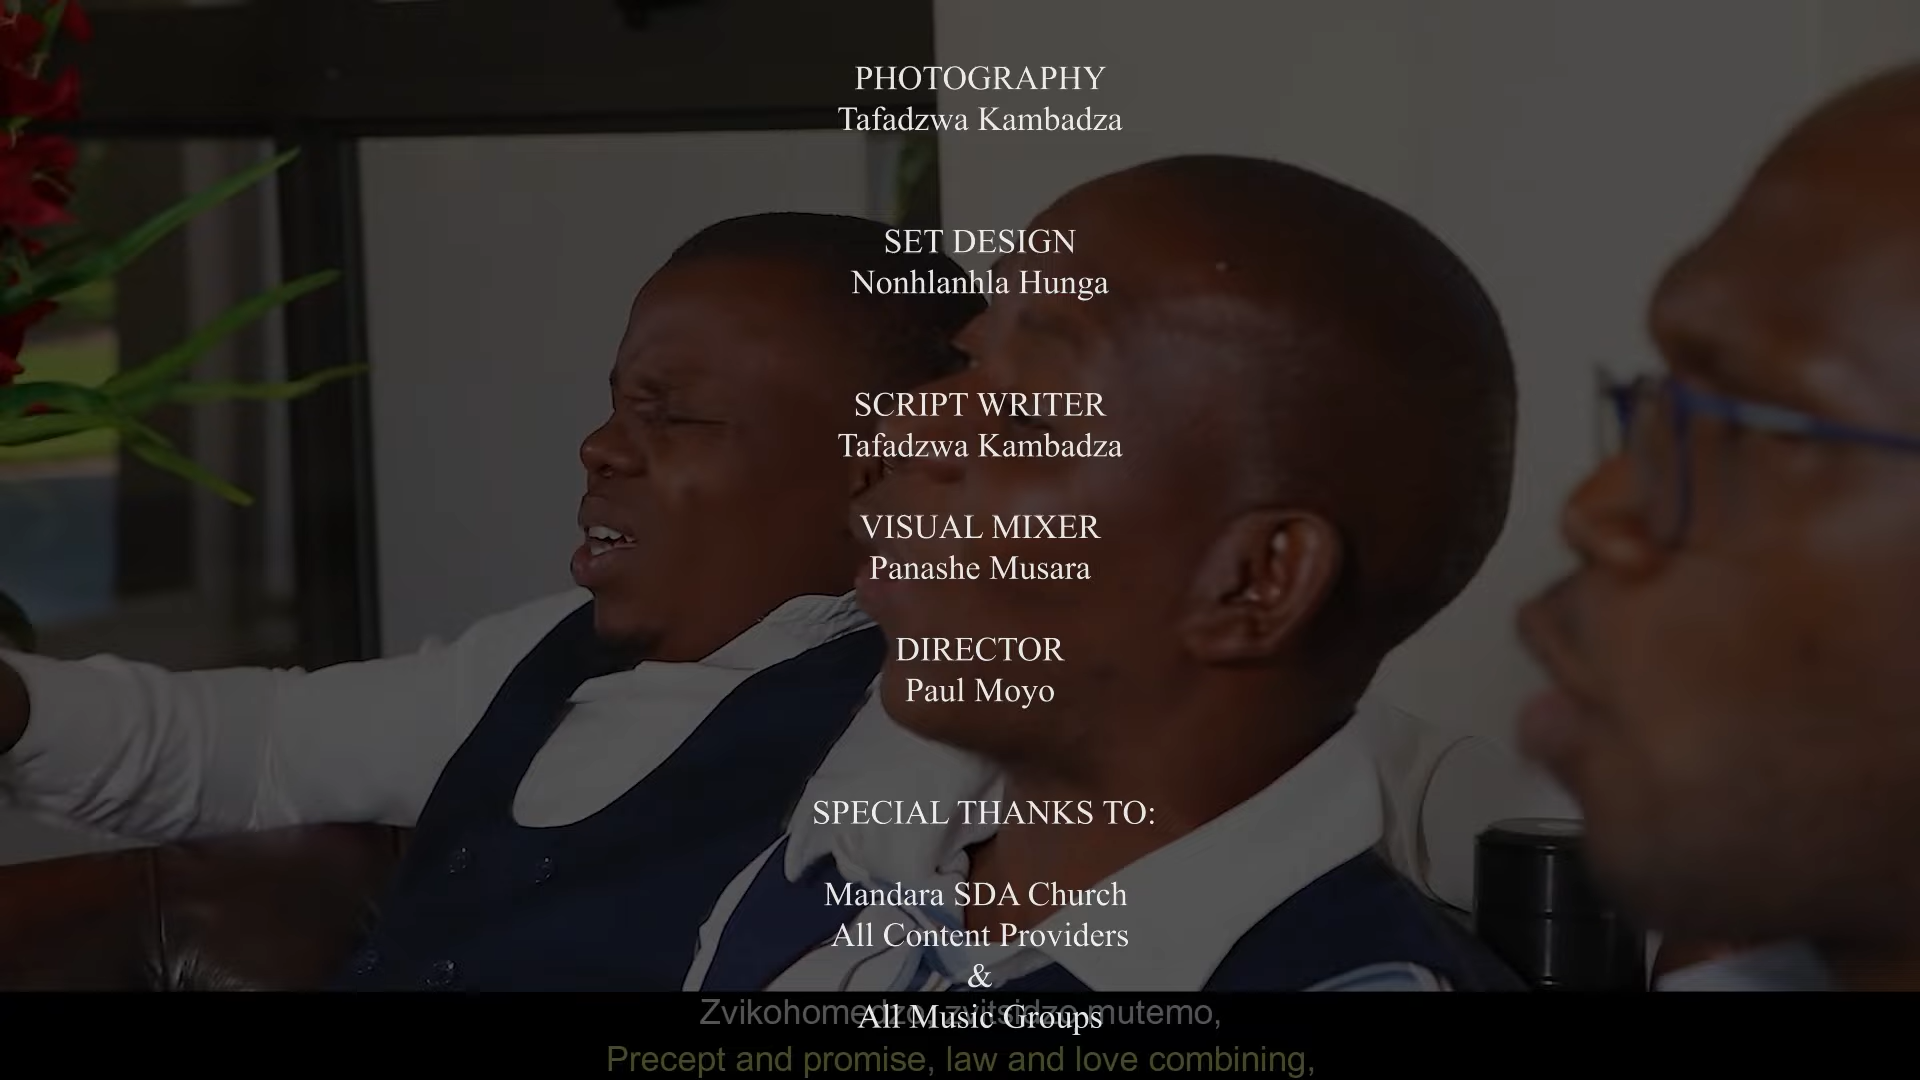 PHOTOGRAPHY
Tafadzwa Kambadza
SET DESIGN
Nonhlanhla Hunga
SCRIPT WRITER
Tafadzwa Kambadza
VISUAL MIXER
Panashe Musara
DIRECTOR
Paul Moyo
SPECIAL THANKS TO:
Mandara SDA Church
All Content Providers
&
All Music Groups
Zvikohomedzo, zvitsidzo mutemo,
Precept and promise, law and love combining,